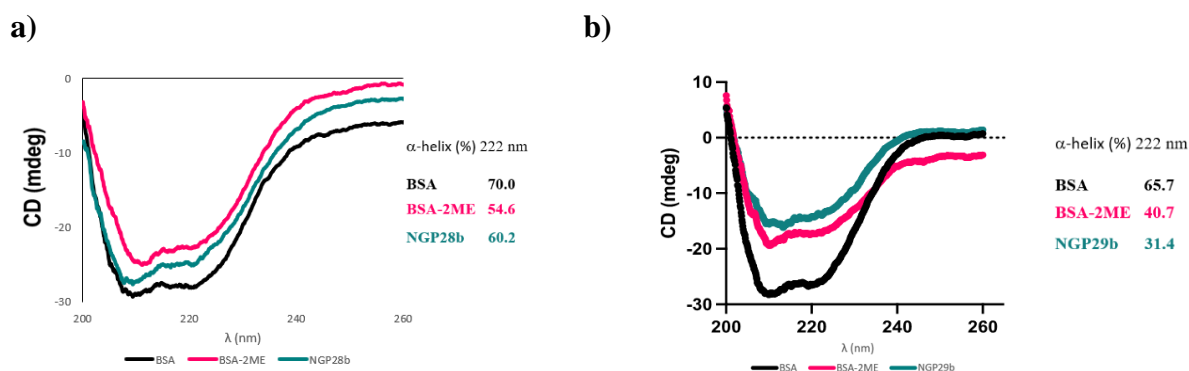 a)
0
-10
-20
-30
CD (mdeg)
200
220
240
260
λ (nm)
BSA
BSA-2ME
NGP28b
α-helix (%) 222 nm
BSA 70.0
BSA-2ME 54.6
NGP28b 60.2
b)
10
0
-10
-20
-30
CD (mdeg)
200
220
240
260
λ (nm)
BSA
BSA-2ME
NGP29b
α-helix (%) 222 nm
BSA 65.7
BSA-2ME 40.7
NGP29b 31.4